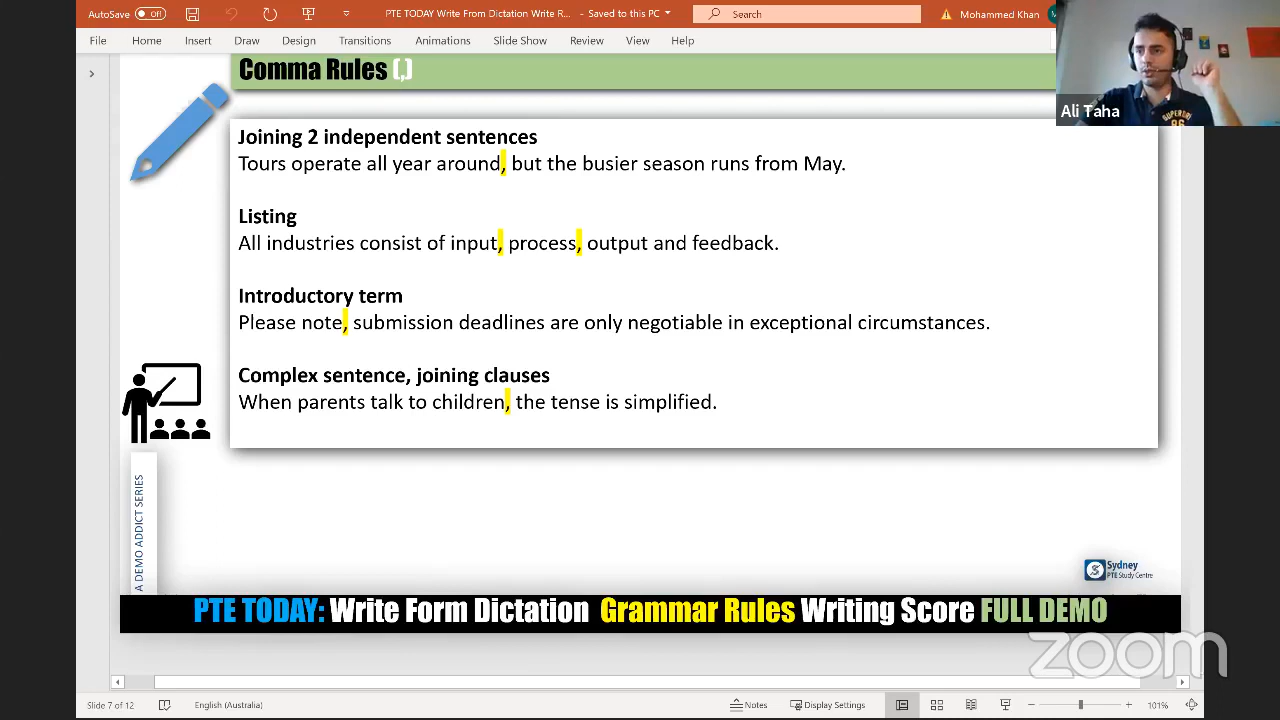 AutoSave Off
PTE TODAY Write From Dictation Write R... – Saved to this PC
Search
Mohammed Khan
File Home Insert Draw Design Transitions Animations Slide Show Review View Help
Ali Taha
Comma Rules (,)
Joining 2 independent sentences
Tours operate all year around, but the busier season runs from May.
Listing
All industries consist of input, process, output and feedback.
Introductory term
Please note, submission deadlines are only negotiable in exceptional circumstances.
Complex sentence, joining clauses
When parents talk to children, the tense is simplified.
A DEMO ADDICT SERIES
Sydney
PTE Study Centre
PTE TODAY: Write Form Dictation Grammar Rules Writing Score FULL DEMO
zoom
Slide 7 of 12
English (Australia)
Notes
Display Settings
101%